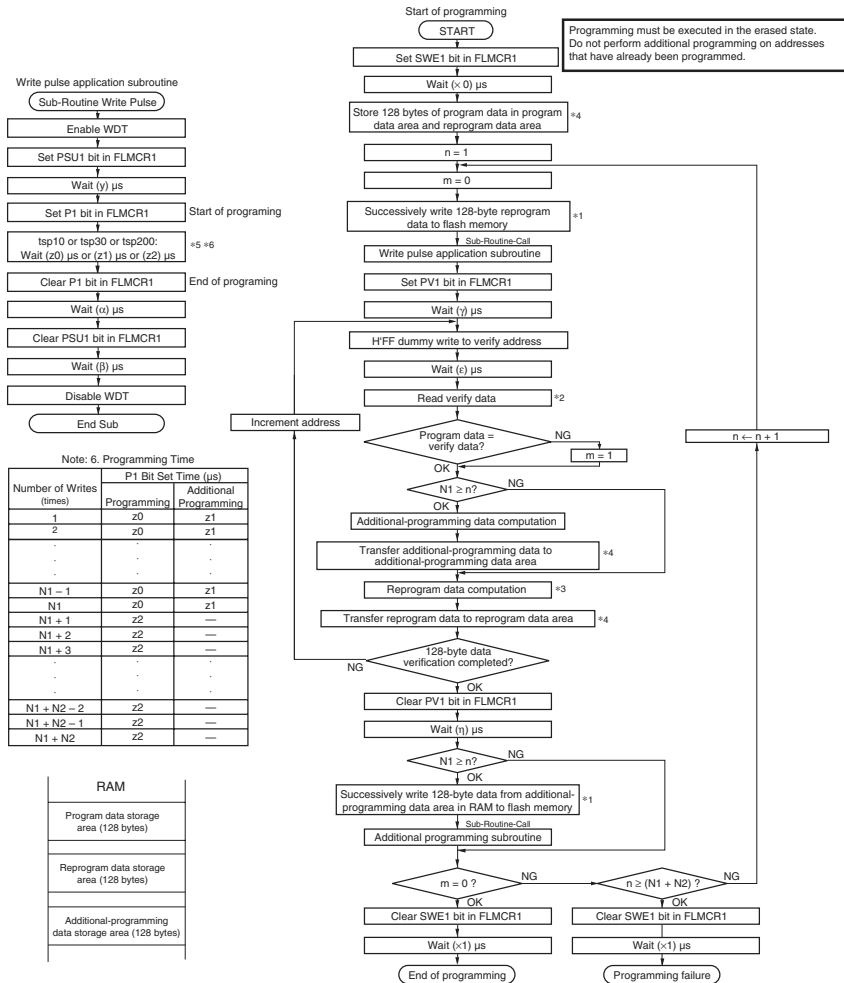 Start of programming
START
Set SWE1 bit in FLMCR1
Wait (×0) μs
Store 128 bytes of program data in program
data area and reprogram data area
*4
n = 1
m = 0
Successively write 128-byte reprogram
data to flash memory
*1
Sub-Routine-Call
Write pulse application subroutine
Set PV1 bit in FLMCR1
Wait (γ) μs
H'FF dummy write to verify address
Wait (ε) μs
Read verify data
*2
Program data =
verify data?
NG
m = 1
OK
N1 ≥ n?
NG
OK
Additional-programming data computation
Transfer additional-programming data to
additional-programming data area
*4
Reprogram data computation
*3
Transfer reprogram data to reprogram data area
*4
128-byte data
verification completed?
NG
OK
Increment address
n ← n + 1
Clear PV1 bit in FLMCR1
Wait (η) μs
N1 ≥ n?
NG
OK
Successively write 128-byte data from additional-
programming data area in RAM to flash memory
*1
Sub-Routine-Call
Additional programming subroutine
m = 0 ?
NG
OK
n ≥ (N1 + N2) ?
NG
OK
Clear SWE1 bit in FLMCR1
Clear SWE1 bit in FLMCR1
Wait (×1) μs
Wait (×1) μs
End of programming
Programming failure
Programming must be executed in the erased state.
Do not perform additional programming on addresses
that have already been programmed.
Write pulse application subroutine
Sub-Routine Write Pulse
Enable WDT
Set PSU1 bit in FLMCR1
Wait (y) μs
Set P1 bit in FLMCR1
Start of programing
tsp10 or tsp30 or tsp200:
Wait (z0) μs or (z1) μs or (z2) μs
*5 *6
Clear P1 bit in FLMCR1
End of programing
Wait (α) μs
Clear PSU1 bit in FLMCR1
Wait (β) μs
Disable WDT
End Sub
Note: 6. Programming Time
Number of Writes
(times)
P1 Bit Set Time (μs)
Programming
Additional
Programming
1 z0 z1
2 z0 z1
. . .
. . .
. . .
N1 – 1 z0 z1
N1 z0 z1
N1 + 1 z2 —
N1 + 2 z2 —
N1 + 3 z2 —
. . .
. . .
. . .
N1 + N2 – 2 z2 —
N1 + N2 – 1 z2 —
N1 + N2 z2 —
RAM
Program data storage
area (128 bytes)
Reprogram data storage
area (128 bytes)
Additional-programming
data storage area (128 bytes)